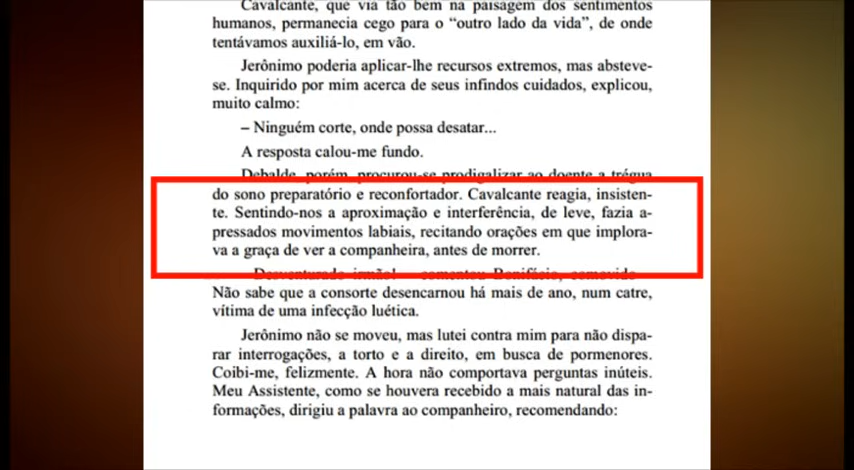 Cavalcante, que via tão bem na paisagem dos sentimentos
humanos, permanecia cego para o “outro lado da vida”, de onde
tentávamos auxiliá-lo, em vão.
Jerônimo poderia aplicar-lhe recursos extremos, mas absteve-
se. Inquirido por mim acerca de seus infindos cuidados, explicou,
muito calmo:
– Ninguém corte, onde possa desatar...
A resposta calou-me fundo.
Debalde, porém, procurou-se prodigalizar ao doente a trégua
do sono preparatório e reconfortador. Cavalcante reagia, insisten-
te. Sentindo-nos a aproximação e interferência, de leve, fazia a-
pressados movimentos labiais, recitando orações em que implora-
va a graça de ver a companheira, antes de morrer.
– Desventurado irmão! – comentou Bonifácio, comovido –
Não sabe que a consorte desencarnou há mais de ano, num catre,
vítima de uma infecção luética.
Jerônimo não se moveu, mas lutei contra mim para não dispa-
rar interrogações, a torto e a direito, em busca de pormenores.
Coibi-me, felizmente. A hora não comportava perguntas inúteis.
Meu Assistente, como se houvera recebido a mais natural das in-
formações, dirigiu a palavra ao companheiro, recomendando: